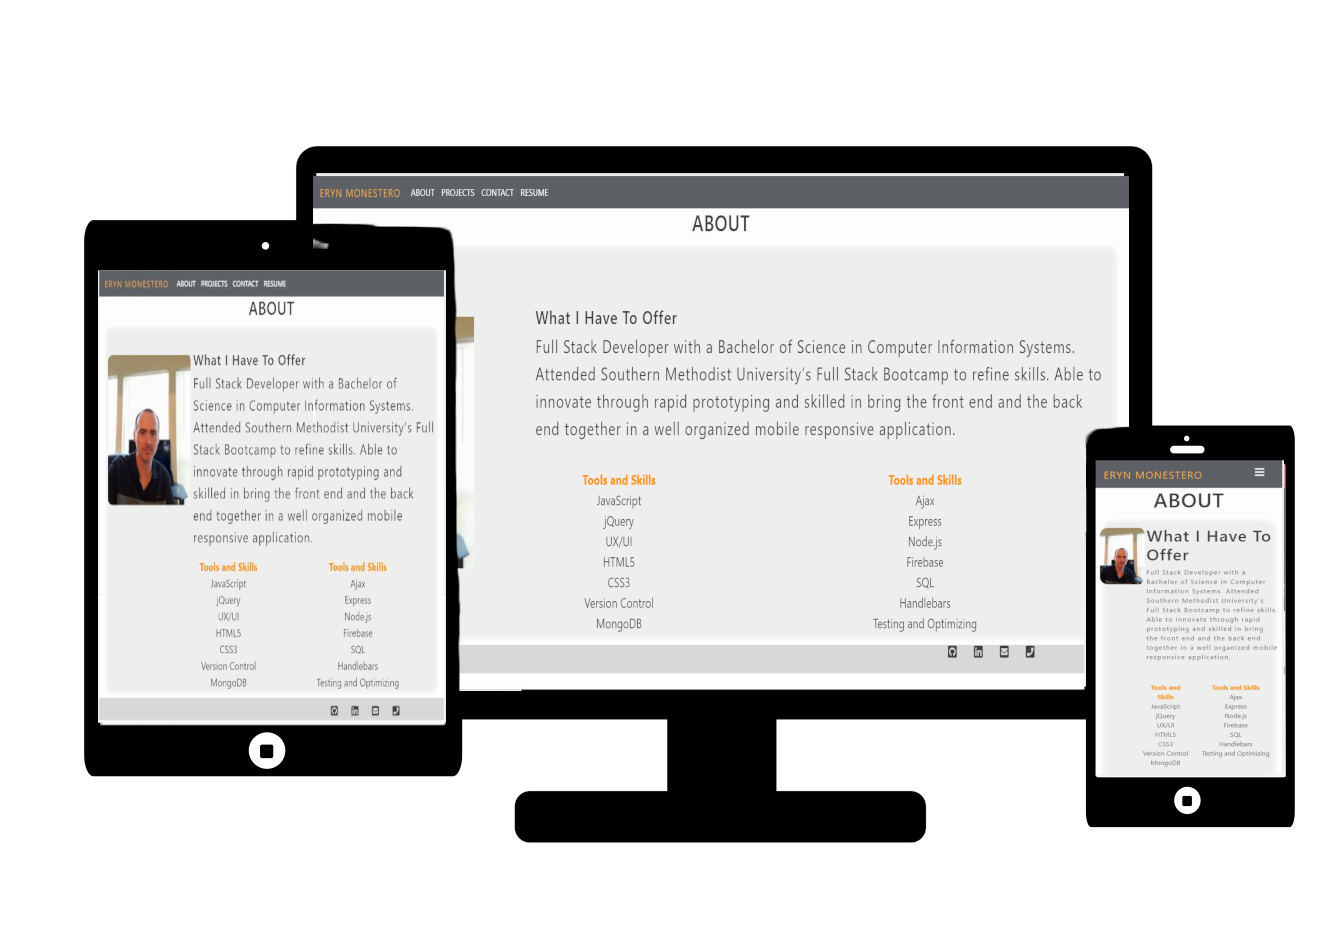 ERYN MONESTERO ABOUT PROJECTS CONTACT RESUME
ABOUT
What I Have To Offer
Full Stack Developer with a Bachelor of Science in Computer Information Systems.
Attended Southern Methodist University's Full Stack Bootcamp to refine skills. Able to
innovate through rapid prototyping and skilled in bring the front end and the back
end together in a well organized mobile responsive application.
Tools and Skills Tools and Skills
JavaScript Ajax
jQuery Express
UX/UI Node.js
HTML5 Firebase
CSS3 SQL
Version Control Handlebars
MongoDB Testing and Optimizing
ERYN MONESTERO ABOUT PROJECTS CONTACT RESUME
ABOUT
What I Have To Offer
Full Stack Developer with a Bachelor of
Science in Computer Information Systems.
Attended Southern Methodist University's Full
Stack Bootcamp to refine skills. Able to
innovate through rapid prototyping and
skilled in bring the front end and the back
end together in a well organized mobile
responsive application.
Tools and Skills Tools and Skills
JavaScript Ajax
jQuery Express
UX/UI Node.js
HTML5 Firebase
CSS3 SQL
Version Control Handlebars
MongoDB Testing and Optimizing
ERYN MONESTERO
ABOUT
What I Have To
Offer
Full Stack Developer with a
Bachelor of Science in Computer
Information Systems. Attended
Southern Methodist University's
Full Stack Bootcamp to refine skills.
Able to innovate through rapid
prototyping and skilled in bring
the front end and the back end
together in a well organized mobile
responsive application.
Tools and Tools and Skills
Skills Ajax
JavaScript Express
jQuery Node.js
UX/UI Firebase
HTML5 SQL
CSS3 Handlebars
Version Control Testing and Optimizing
MongoDB